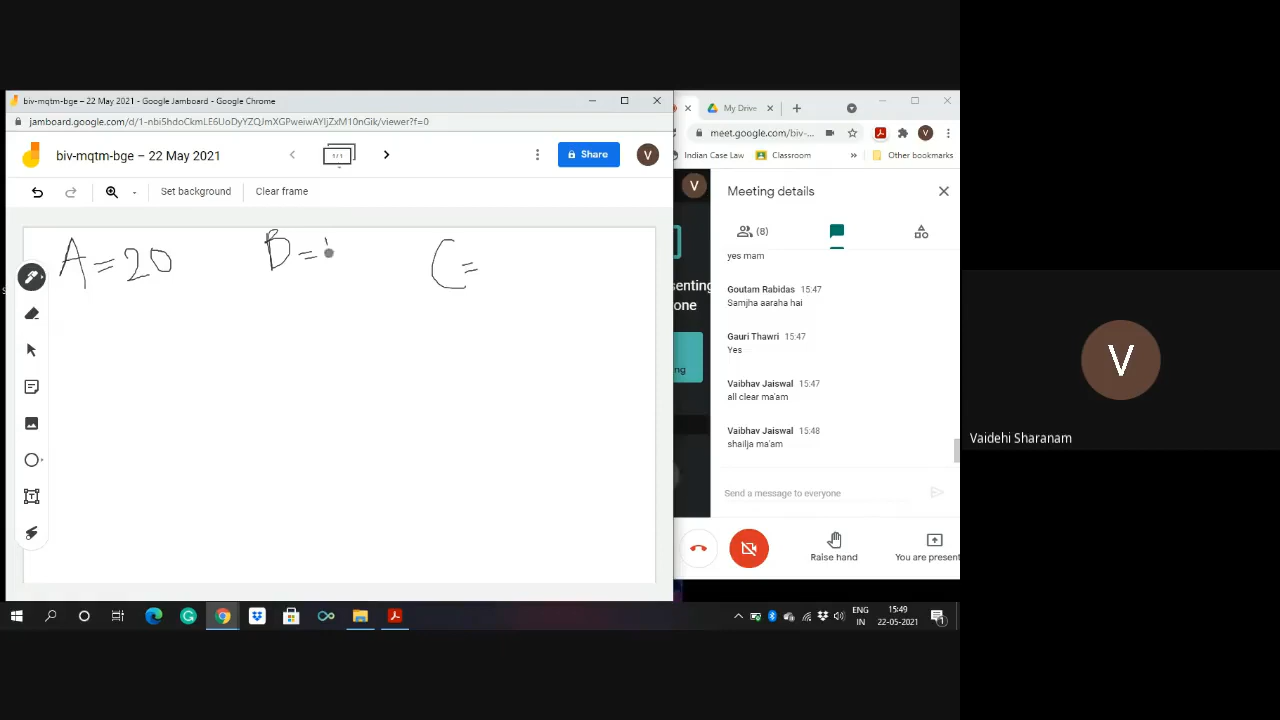 biv-mqtm-bge – 22 May 2021 - Google Jamboard - Google Chrome
jamboard.google.com/d/1-nbi5hdoCkmLE6UoDyYZQJmXGPweiwAYljZxM10nGik/viewer?f=0
biv-mqtm-bge – 22 May 2021
1/1
Share
V
Set background
Clear frame
A=20
B=
C=
My Drive
meet.google.com/biv-...
V
Indian Case Law
Classroom
Other bookmarks
V
Meeting details
(8)
yes mam
Goutam Rabidas 15:47
Samjha aaraha hai
Gauri Thawri 15:47
Yes
Vaibhav Jaiswal 15:47
all clear ma'am
Vaibhav Jaiswal 15:48
shailja ma'am
Send a message to everyone
Raise hand
You are present
V
Vaidehi Sharanam
ENG
IN
15:49
22-05-2021
1